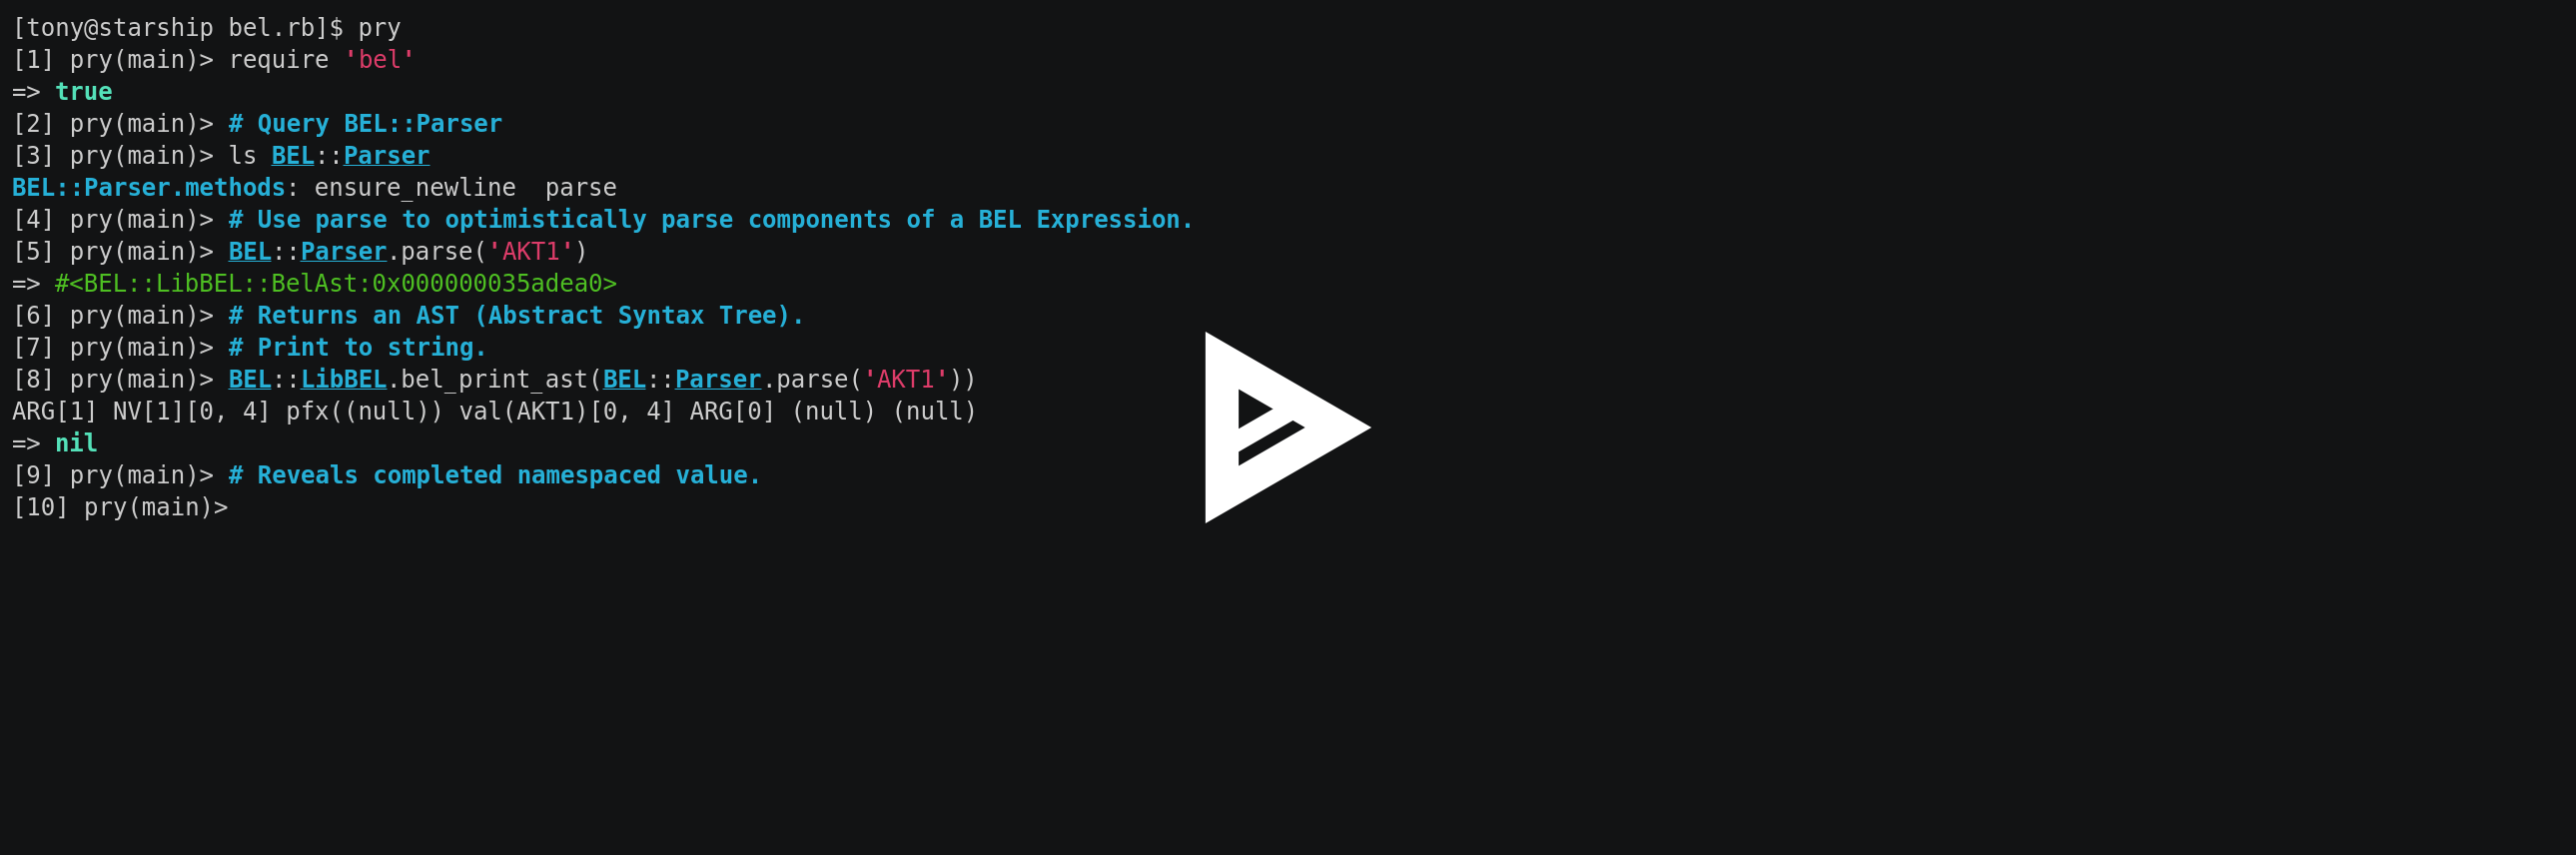 [tony@starship bel.rb]$ pry
[1] pry(main)> require 'bel'
=> true
[2] pry(main)> # Query BEL::Parser
[3] pry(main)> ls BEL::Parser
BEL::Parser.methods: ensure_newline  parse
[4] pry(main)> # Use parse to optimistically parse components of a BEL Expression.
[5] pry(main)> BEL::Parser.parse('AKT1')
=> #<BEL::LibBEL::BelAst:0x000000035adea0>
[6] pry(main)> # Returns an AST (Abstract Syntax Tree).
[7] pry(main)> # Print to string.
[8] pry(main)> BEL::LibBEL.bel_print_ast(BEL::Parser.parse('AKT1'))
ARG[1] NV[1][0, 4] pfx((null)) val(AKT1)[0, 4] ARG[0] (null) (null)
=> nil
[9] pry(main)> # Reveals completed namespaced value.
[10] pry(main)>